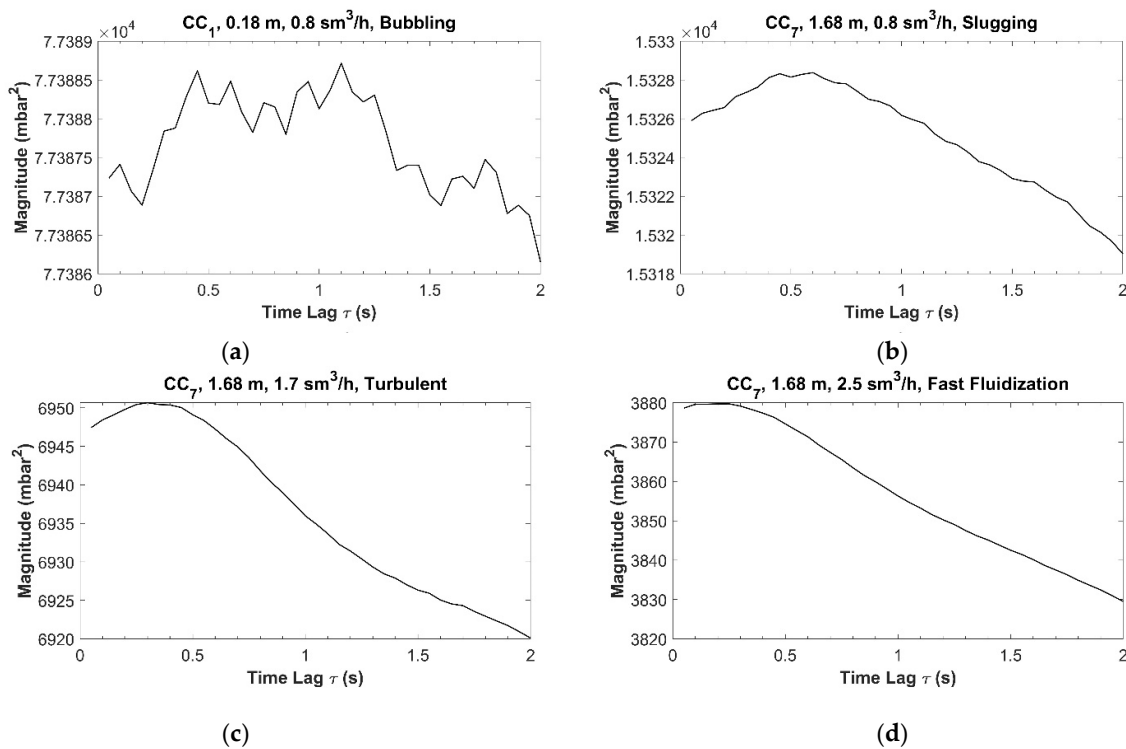 CC1, 0.18 m, 0.8 sm3/h, Bubbling
×10^4
7.7389
7.73885
7.7388
7.73875
7.7387
7.73865
7.7386
Magnitude (mbar2)
0 0.5 1 1.5 2
Time Lag τ (s)
(a)
CC7, 1.68 m, 0.8 sm3/h, Slugging
×10^4
1.533
1.5328
1.5326
1.5324
1.5322
1.532
1.5318
Magnitude (mbar2)
0 0.5 1 1.5 2
Time Lag τ (s)
(b)
CC7, 1.68 m, 1.7 sm3/h, Turbulent
6950
6945
6940
6935
6930
6925
6920
Magnitude (mbar2)
0 0.5 1 1.5 2
Time Lag τ (s)
(c)
CC7, 1.68 m, 2.5 sm3/h, Fast Fluidization
3880
3870
3860
3850
3840
3830
3820
Magnitude (mbar2)
0 0.5 1 1.5 2
Time Lag τ (s)
(d)